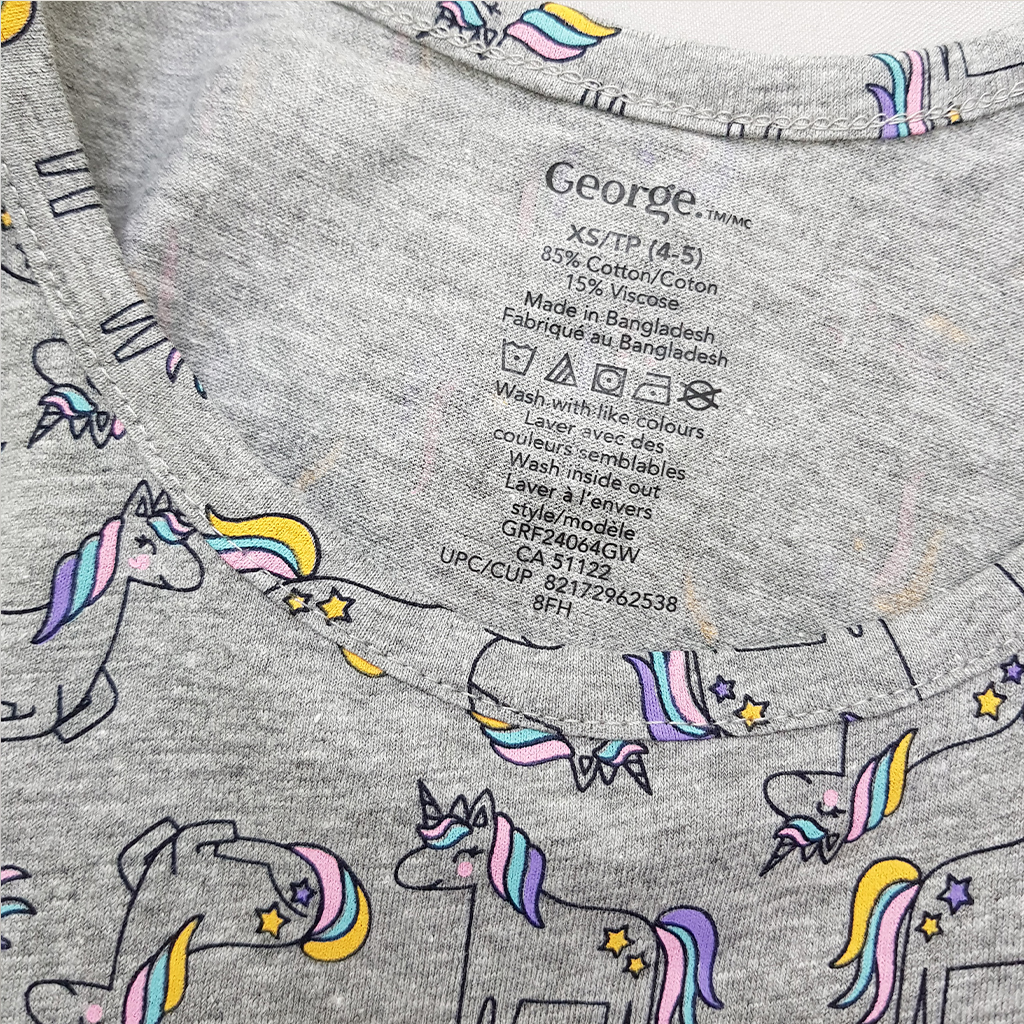 George.TM/MC
XS/TP (4-5)
85% Cotton/Coton
15% Viscose
Made in Bangladesh
Fabriqué au Bangladesh
Wash with like colours
Laver avec des
couleurs semblables
Wash inside out
Laver à l'envers
style/modèle
GRF24064GW
CA 51122
UPC/CUP 82172962538
8FH